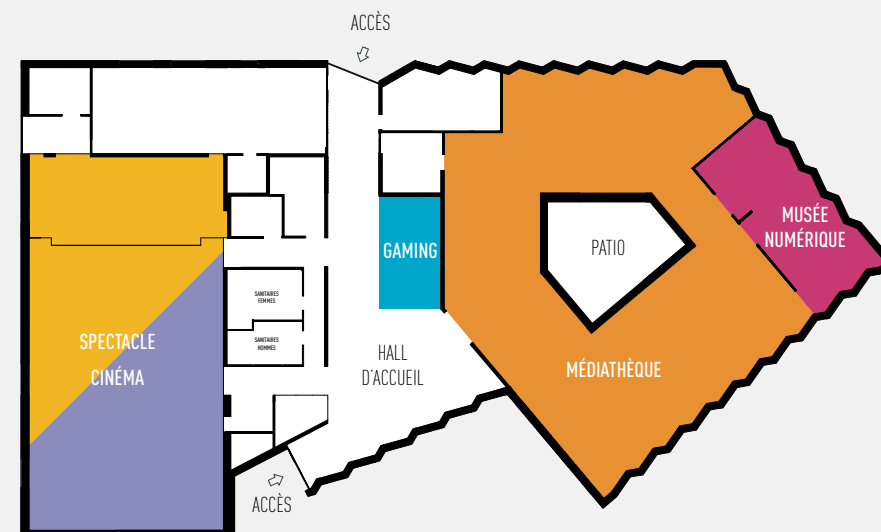 ACCÈS
MUSÉE
NUMÉRIQUE
GAMING
PATIO
SANITAIRES
FEMMES
SANITAIRES
HOMMES
SPECTACLE
CINÉMA
HALL
D'ACCUEIL
MÉDIATHÈQUE
ACCÈS